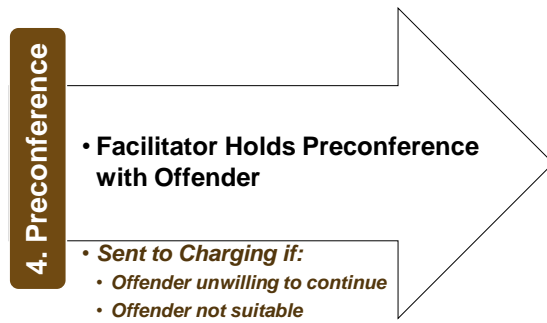 4. Preconference
• Facilitator Holds Preconference
with Offender
• Sent to Charging if:
• Offender unwilling to continue
• Offender not suitable